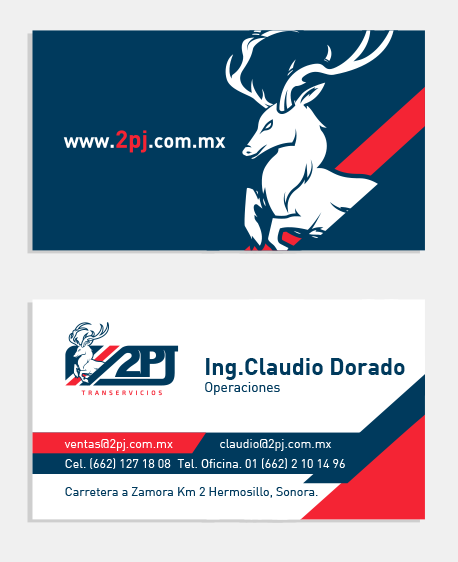 www.2pj.com.mx
2PJ
TRANSERVICIOS
Ing.Claudio Dorado
Operaciones
ventas@2pj.com.mx claudio@2pj.com.mx
Cel. (662) 127 18 08 Tel. Oficina. 01 (662) 2 10 14 96
Carretera a Zamora Km 2 Hermosillo, Sonora.